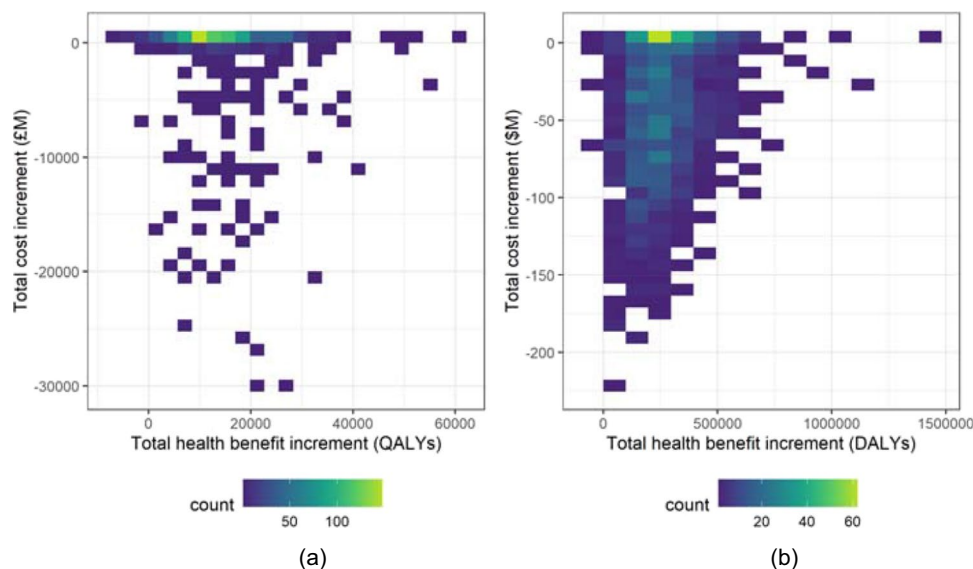 0
-10000
-20000
-30000
Total cost increment (£M)
0 20000 40000 60000
Total health benefit increment (QALYs)
count
50 100
(a)
0
-50
-100
-150
-200
Total cost increment ($M)
0 500000 1000000 1500000
Total health benefit increment (DALYs)
count
20 40 60
(b)